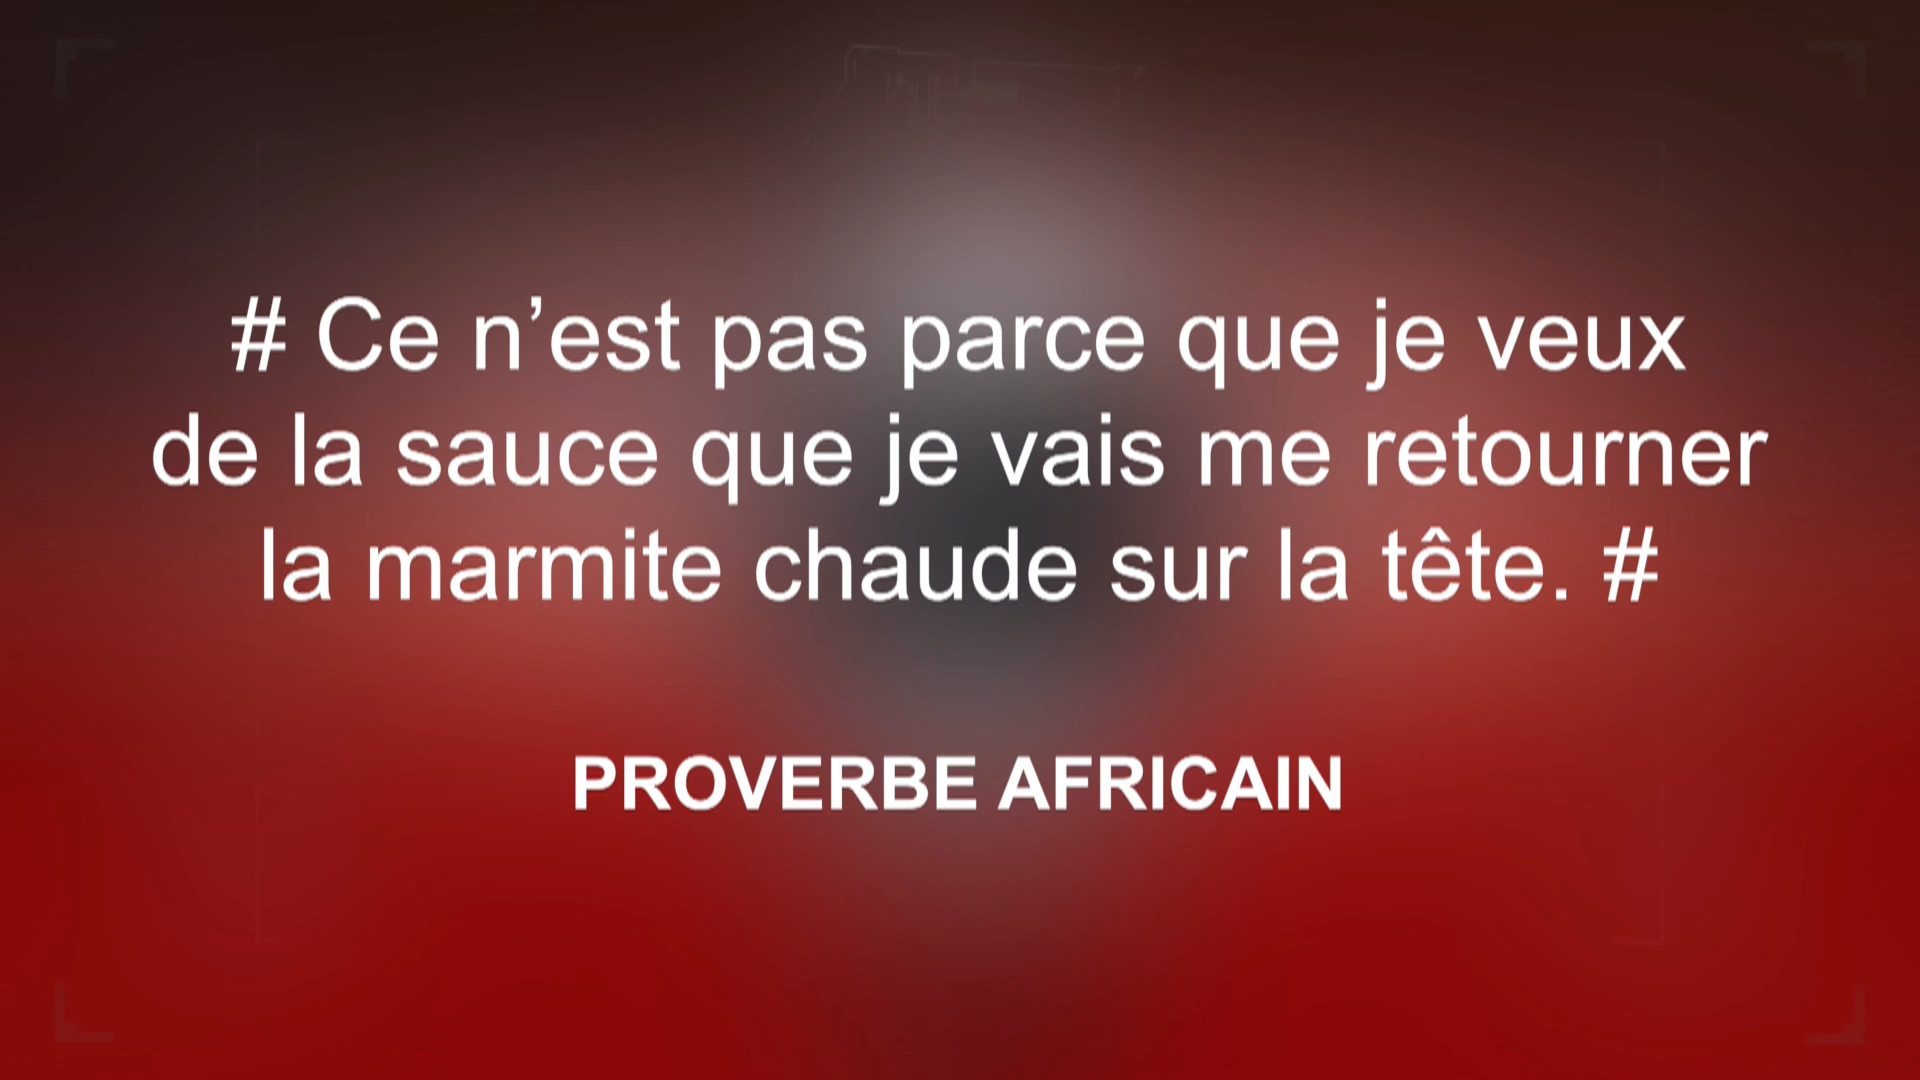 # Ce n’est pas parce que je veux
de la sauce que je vais me retourner
la marmite chaude sur la tête. #
PROVERBE AFRICAIN